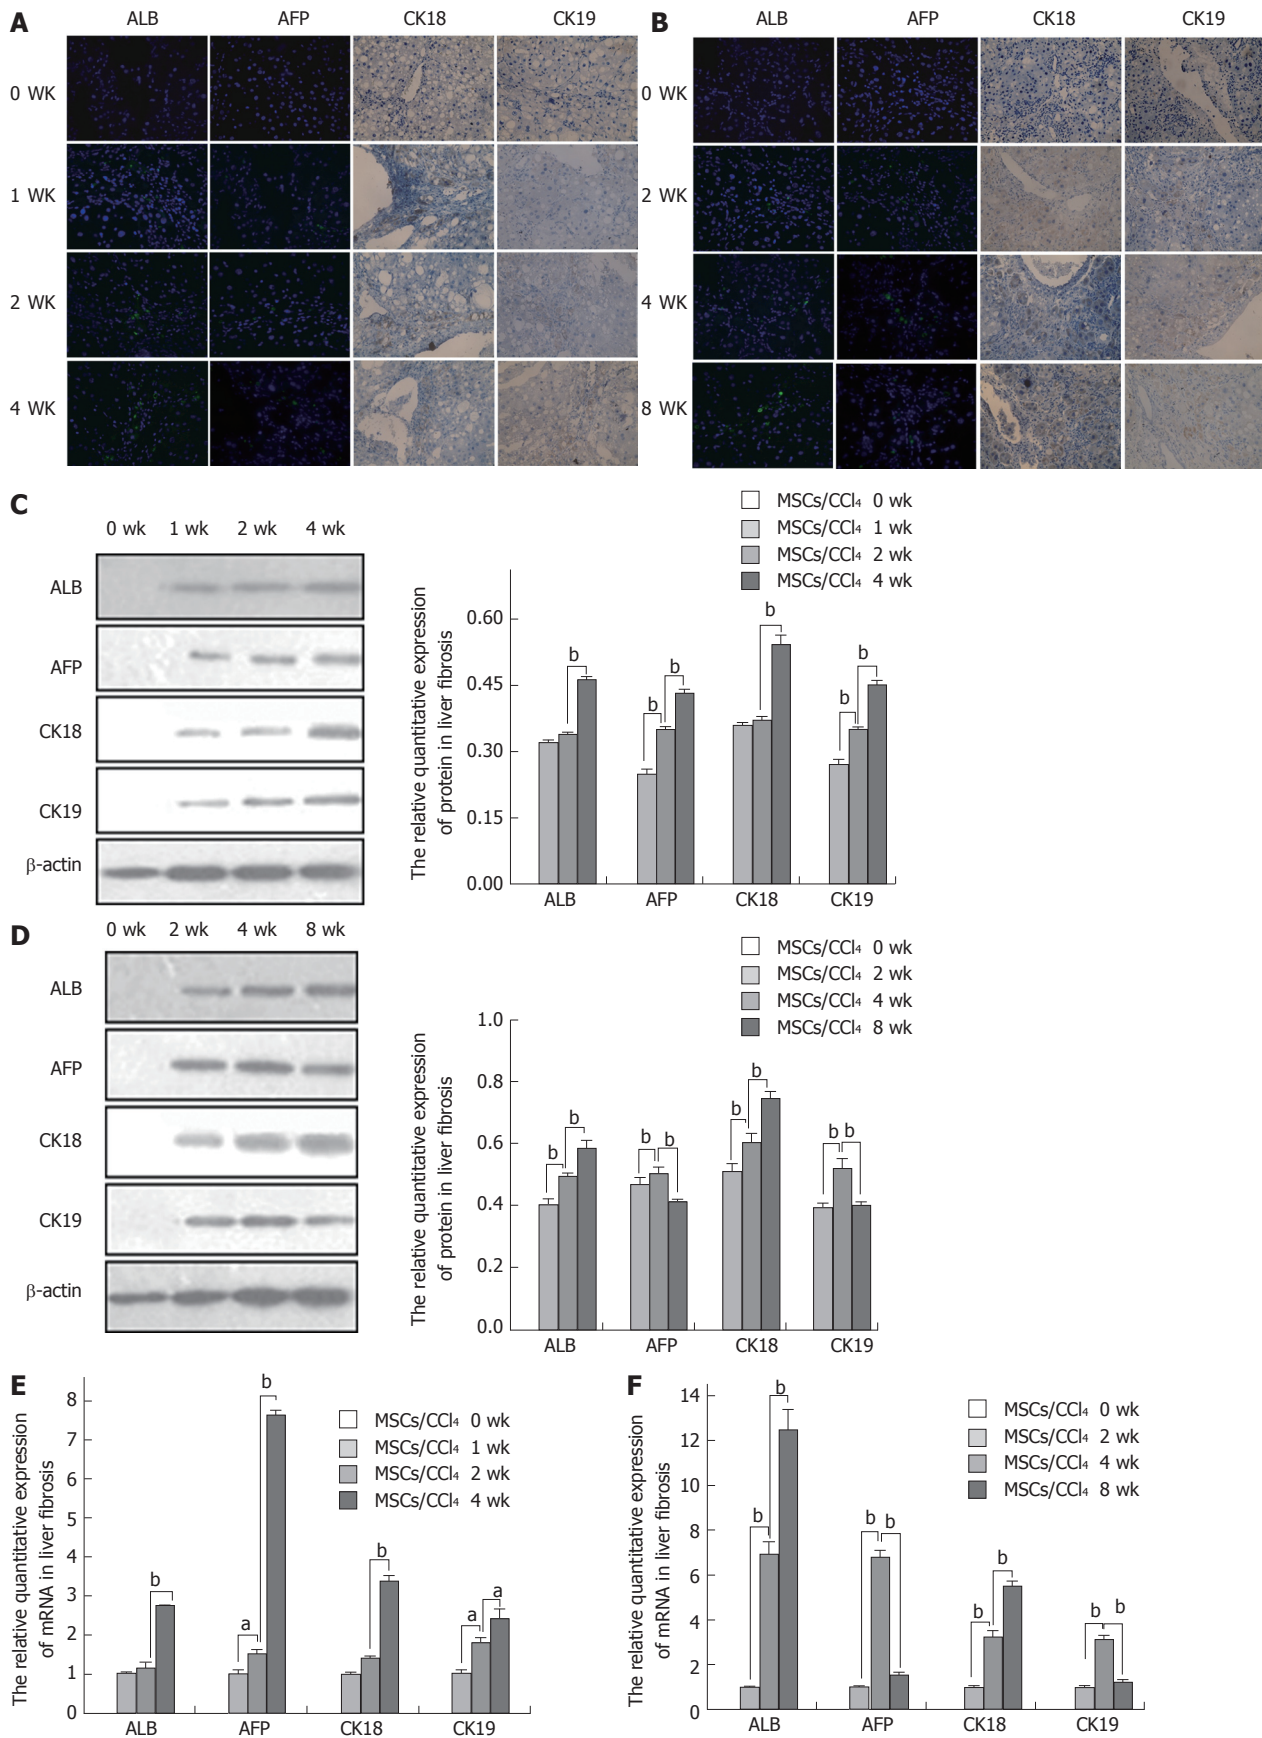 A
ALB AFP CK18 CK19
0 WK
1 WK
2 WK
4 WK
B
ALB AFP CK18 CK19
0 WK
2 WK
4 WK
8 WK
C
0 wk 1 wk 2 wk 4 wk
ALB
AFP
CK18
CK19
β-actin
MSCs/CCl₄ 0 wk
MSCs/CCl₄ 1 wk
MSCs/CCl₄ 2 wk
MSCs/CCl₄ 4 wk
The relative quantitative expression
of protein in liver fibrosis
0.60
0.45
0.30
0.15
0.00
b
b b
b
b b
ALB AFP CK18 CK19
D
0 wk 2 wk 4 wk 8 wk
ALB
AFP
CK18
CK19
β-actin
MSCs/CCl₄ 0 wk
MSCs/CCl₄ 2 wk
MSCs/CCl₄ 4 wk
MSCs/CCl₄ 8 wk
The relative quantitative expression
of protein in liver fibrosis
1.0
0.8
0.6
0.4
0.2
0.0
b b
b b
b b
b b
ALB AFP CK18 CK19
E
The relative quantitative expression
of mRNA in liver fibrosis
8
7
6
5
4
3
2
1
0
b
a b
b
a a
MSCs/CCl₄ 0 wk
MSCs/CCl₄ 1 wk
MSCs/CCl₄ 2 wk
MSCs/CCl₄ 4 wk
ALB AFP CK18 CK19
F
The relative quantitative expression
of mRNA in liver fibrosis
14
12
10
8
6
4
2
0
b b
b b
b b
b b
MSCs/CCl₄ 0 wk
MSCs/CCl₄ 2 wk
MSCs/CCl₄ 4 wk
MSCs/CCl₄ 8 wk
ALB AFP CK18 CK19